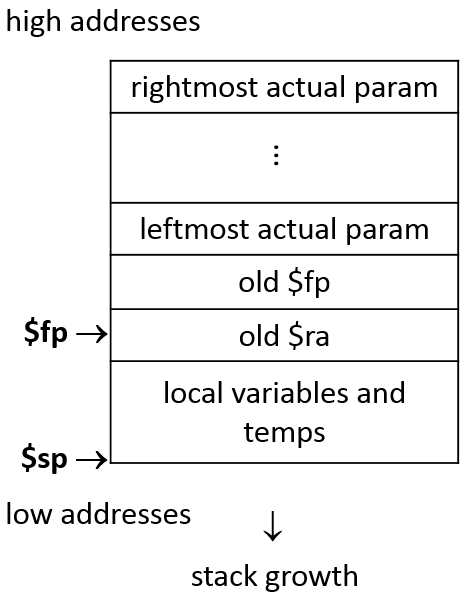 high addresses
rightmost actual param
⋮
leftmost actual param
old $fp
$fp → old $ra
local variables and
temps
$sp →
low addresses
↓
stack growth